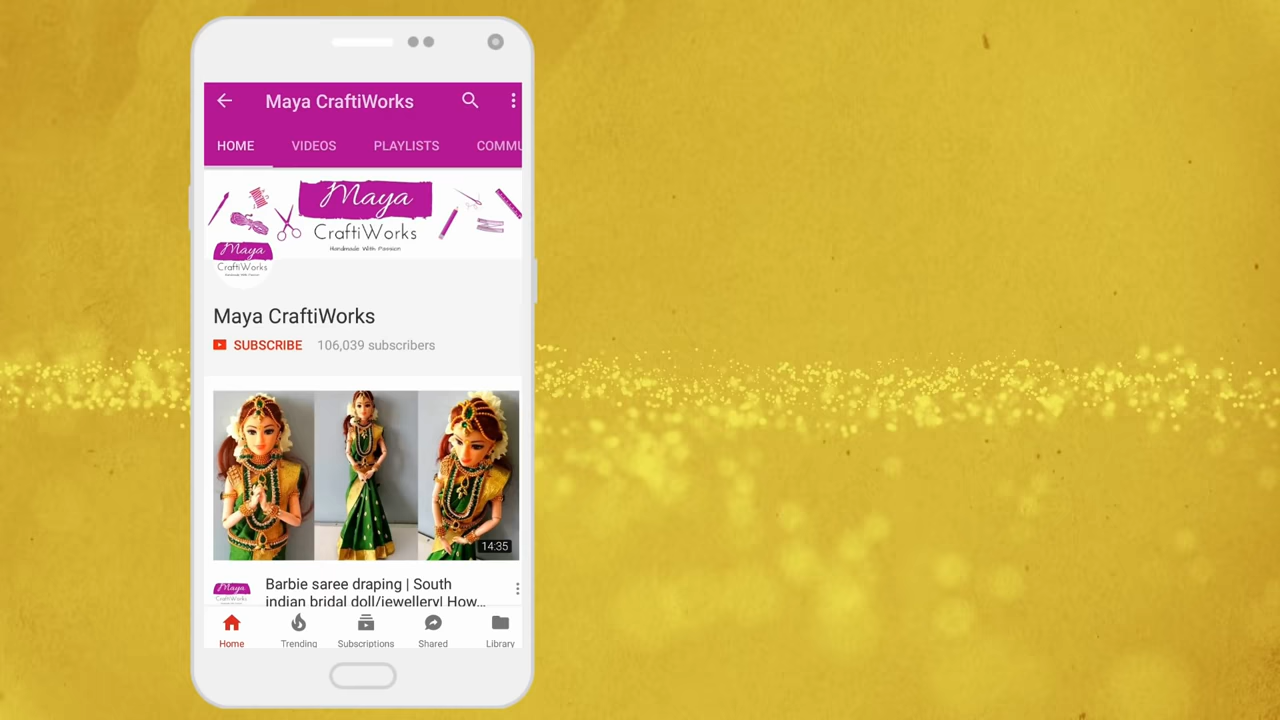 Maya CraftiWorks
HOME VIDEOS PLAYLISTS COMMU
Maya
CraftiWorks
Handmade With Passion
Maya
CraftiWorks
Maya CraftiWorks
SUBSCRIBE 106,039 subscribers
14:35
Maya
Barbie saree draping | South
indian bridal doll/jewellery| How...
Home Trending Subscriptions Shared Library